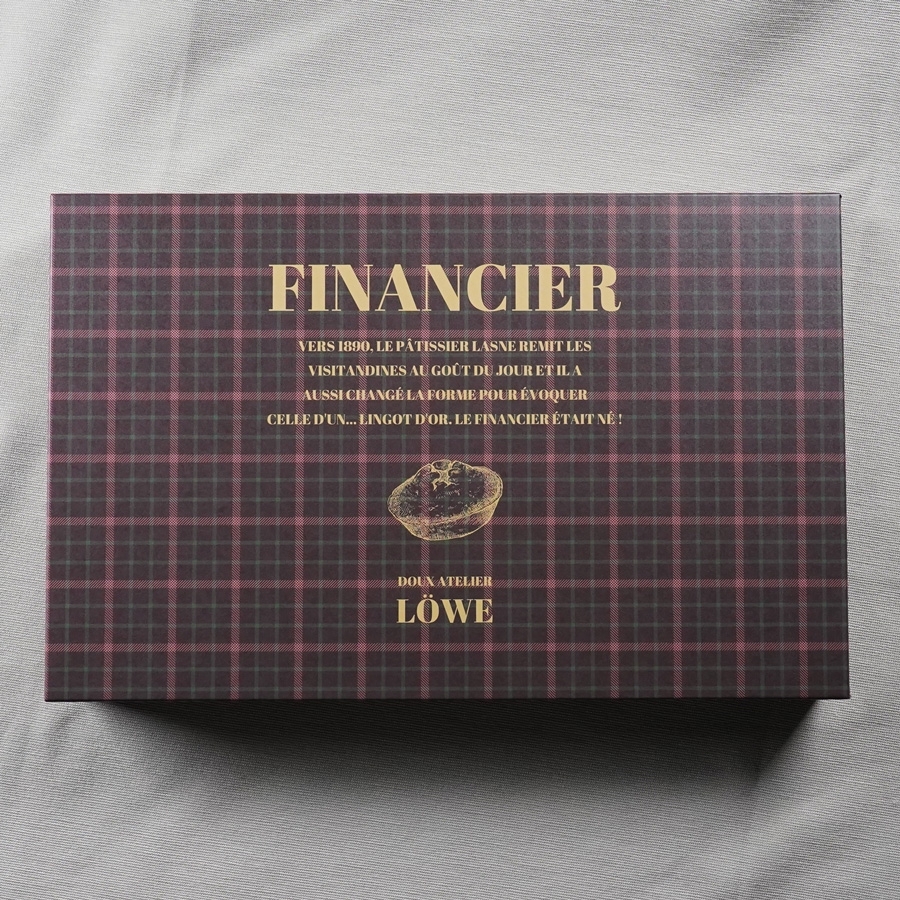 FINANCIER
VERS 1890, LE PÂTISSIER LASNE REMIT LES
VISITANDINES AU GOÛT DU JOUR ET IL A
AUSSI CHANGÉ LA FORME POUR ÉVOQUER
CELLE D'UN... LINGOT D'OR. LE FINANCIER ÉTAIT NÉ !
DOUX ATELIER
LÖWE